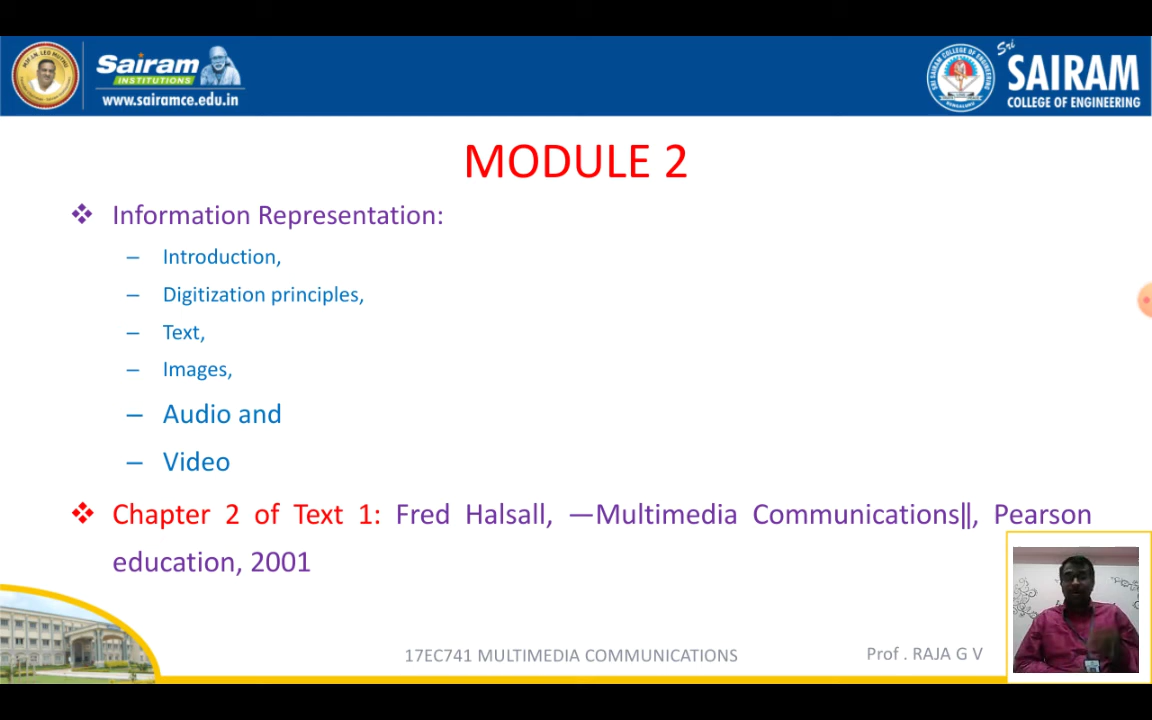 Sairam
INSTITUTIONS
www.sairamce.edu.in
Sri
SAIRAM
COLLEGE OF ENGINEERING
MODULE 2
❖ Information Representation:
– Introduction,
– Digitization principles,
– Text,
– Images,
– Audio and
– Video
❖ Chapter 2 of Text 1: Fred Halsall, ―Multimedia Communications‖, Pearson
education, 2001
17EC741 MULTIMEDIA COMMUNICATIONS
Prof . RAJA G V